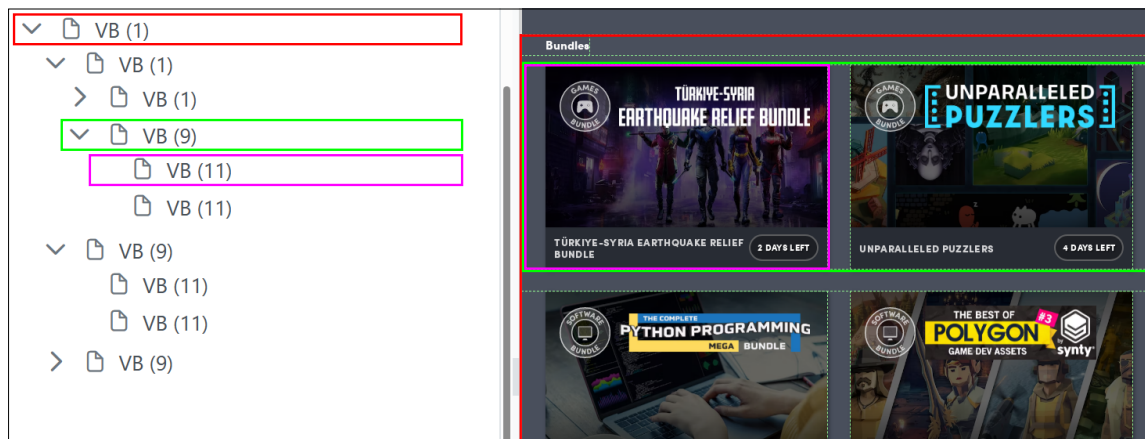 VB (1)
VB (1)
VB (1)
VB (9)
VB (11)
VB (11)
VB (9)
VB (11)
VB (11)
VB (9)
Bundles
GAMES
BUNDLE
TÜRKIYE-SYRIA
EARTHQUAKE RELIEF BUNDLE
TÜRKIYE-SYRIA EARTHQUAKE RELIEF
BUNDLE
2 DAYS LEFT
GAMES
BUNDLE
UNPARALLELED
PUZZLERS
UNPARALLELED PUZZLERS
4 DAYS LEFT
SOFTWARE
BUNDLE
THE COMPLETE
PYTHON PROGRAMMING
MEGA BUNDLE
SOFTWARE
BUNDLE
THE BEST OF
POLYGON
GAME DEV ASSETS
#3
by
synty